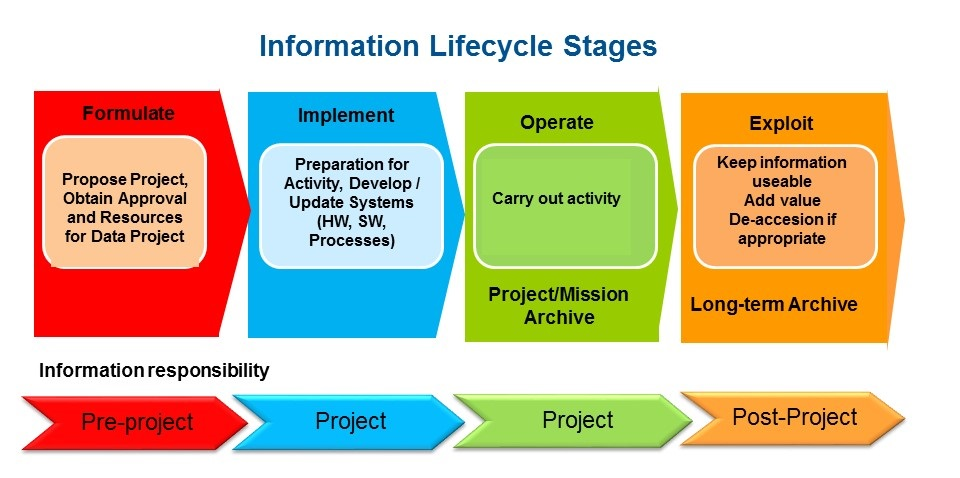 Information Lifecycle Stages
Formulate
Propose Project,
Obtain Approval
and Resources
for Data Project
Implement
Preparation for
Activity, Develop /
Update Systems
(HW, SW,
Processes)
Operate
Carry out activity
Project/Mission
Archive
Exploit
Keep information
useable
Add value
De-accesion if
appropriate
Long-term Archive
Information responsibility
Pre-project
Project
Project
Post-Project